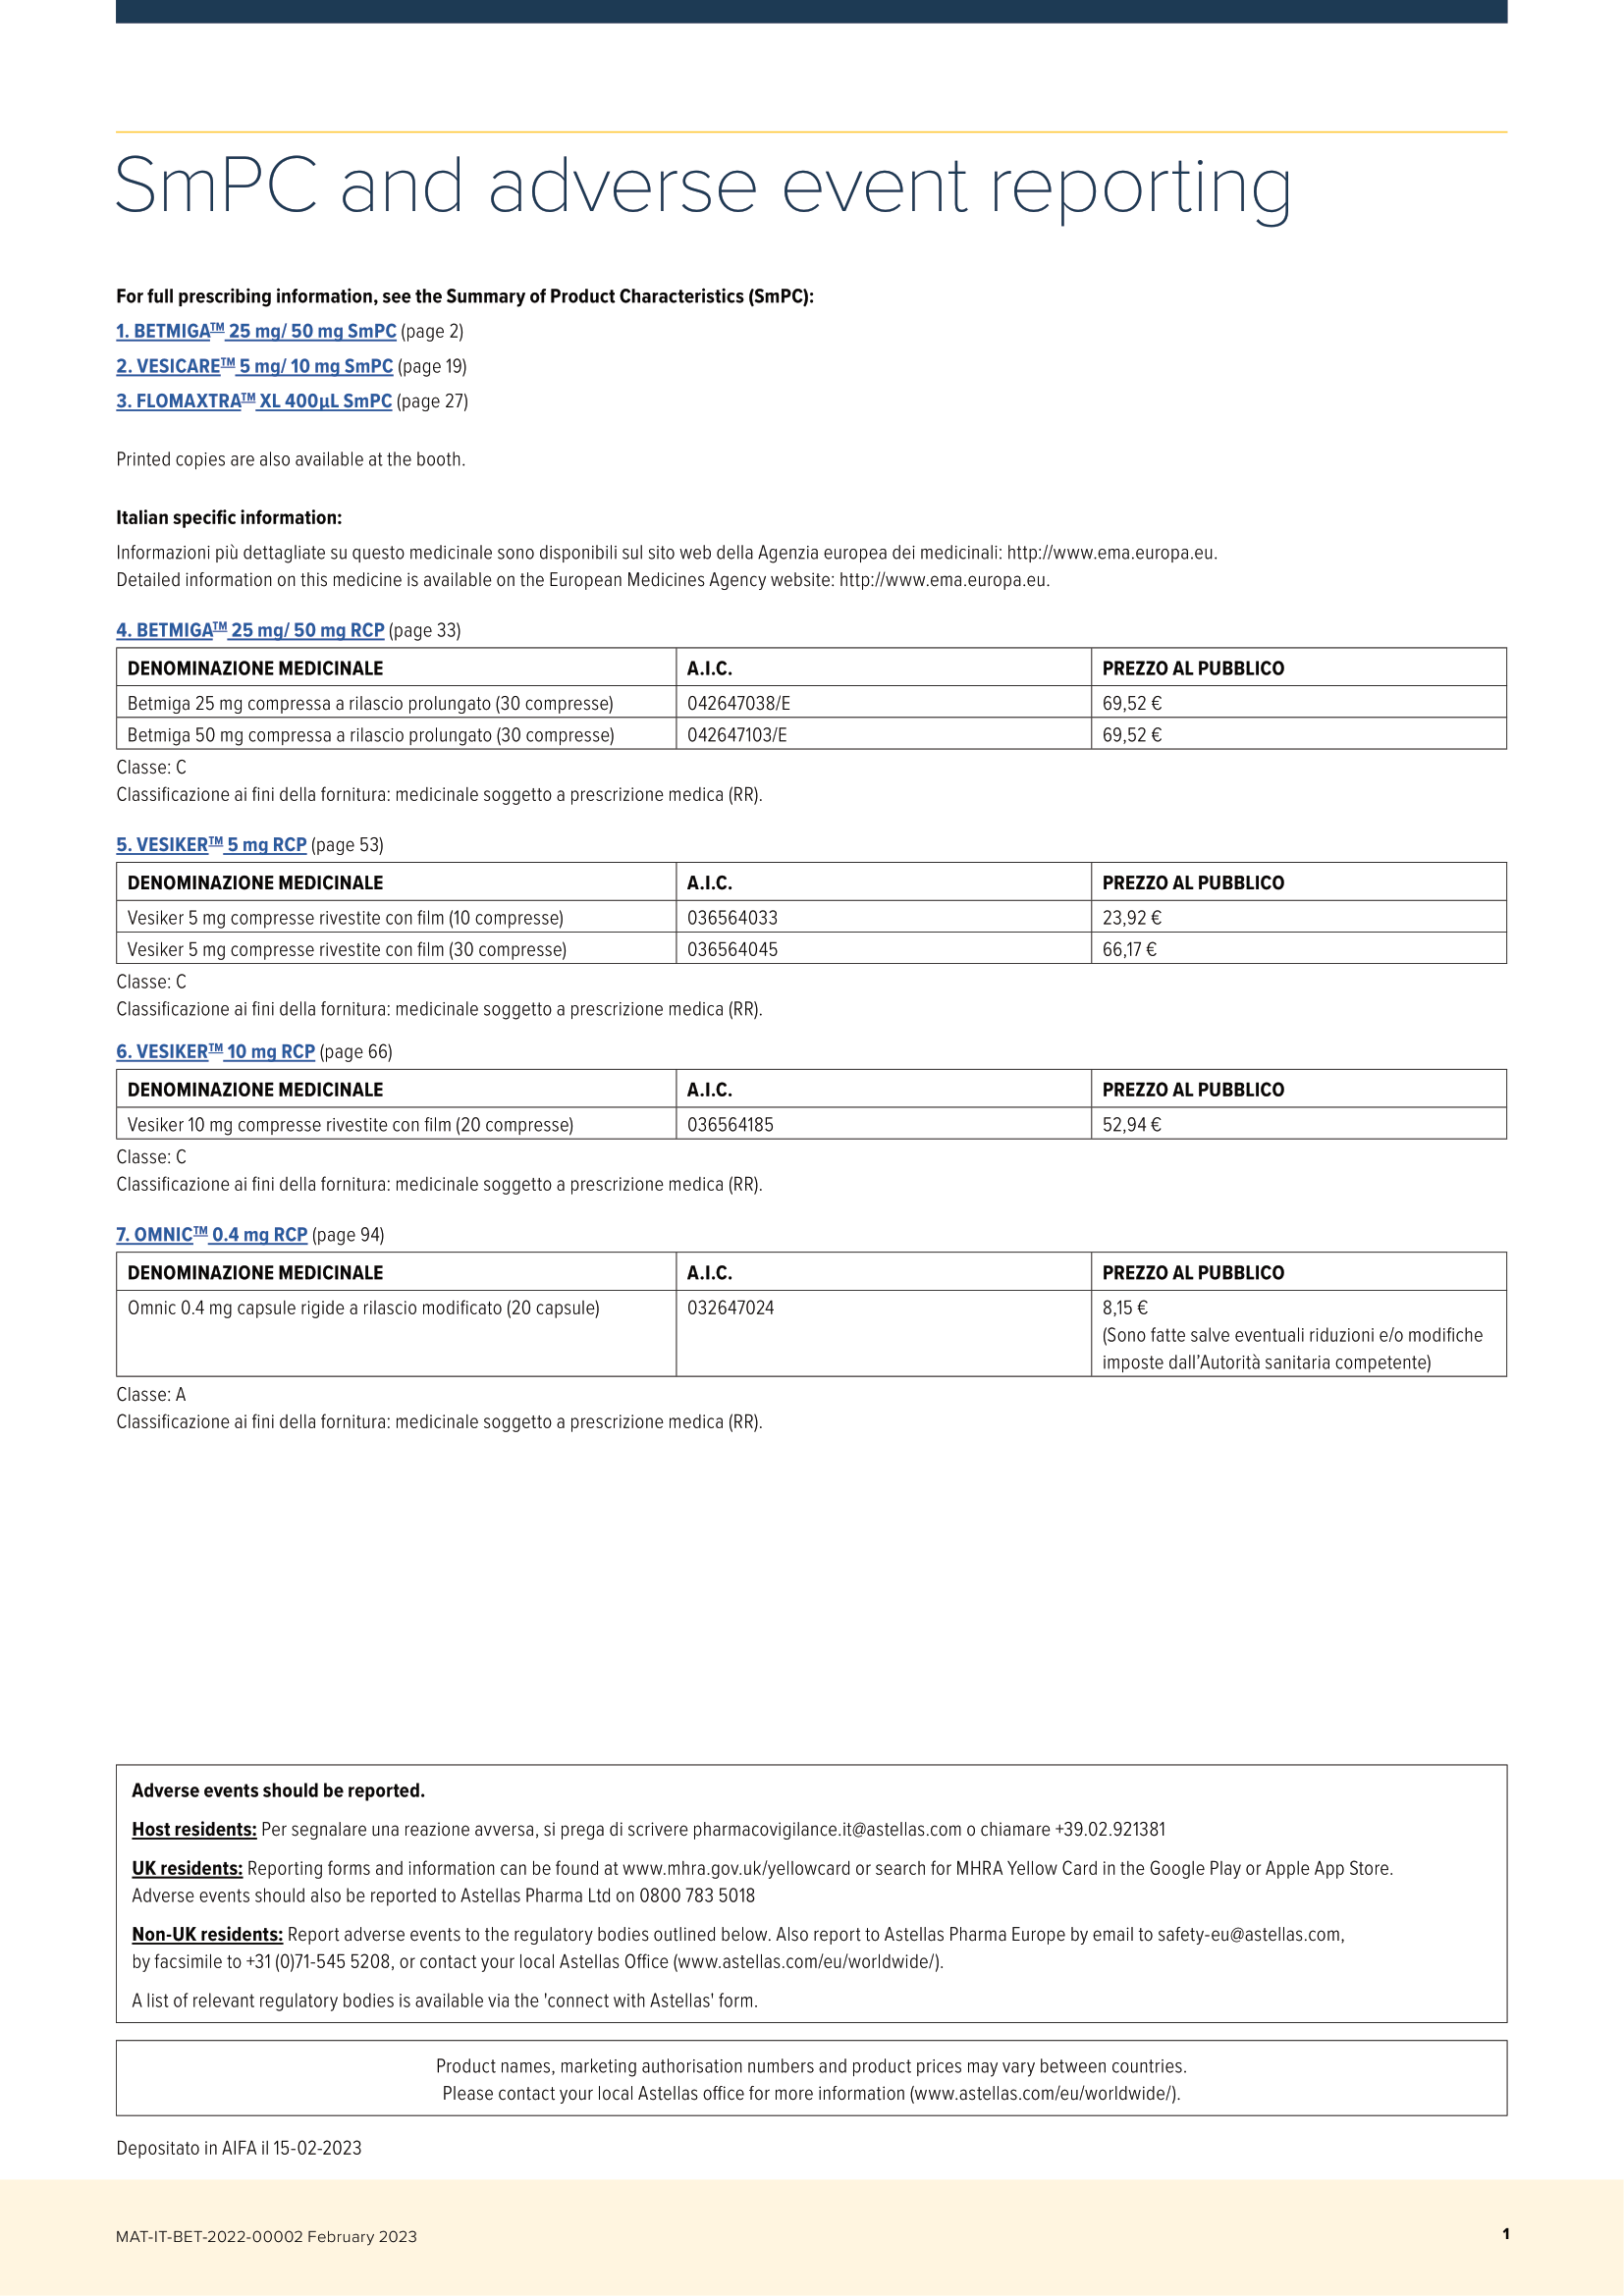 SmPC and adverse event reporting
For full prescribing information, see the Summary of Product Characteristics (SmPC):
1. BETMIGA™ 25 mg/ 50 mg SmPC (page 2)
2. VESICARE™ 5 mg/ 10 mg SmPC (page 19)
3. FLOMAXTRA™ XL 400µL SmPC (page 27)
Printed copies are also available at the booth.
Italian specific information:
Informazioni più dettagliate su questo medicinale sono disponibili sul sito web della Agenzia europea dei medicinali: http://www.ema.europa.eu.
Detailed information on this medicine is available on the European Medicines Agency website: http://www.ema.europa.eu.
4. BETMIGA™ 25 mg/ 50 mg RCP (page 33)
DENOMINAZIONE MEDICINALE A.I.C. PREZZO AL PUBBLICO
Betmiga 25 mg compressa a rilascio prolungato (30 compresse) 042647038/E 69,52 €
Betmiga 50 mg compressa a rilascio prolungato (30 compresse) 042647103/E 69,52 €
Classe: C
Classificazione ai fini della fornitura: medicinale soggetto a prescrizione medica (RR).
5. VESIKER™ 5 mg RCP (page 53)
DENOMINAZIONE MEDICINALE A.I.C. PREZZO AL PUBBLICO
Vesiker 5 mg compresse rivestite con film (10 compresse) 036564033 23,92 €
Vesiker 5 mg compresse rivestite con film (30 compresse) 036564045 66,17 €
Classe: C
Classificazione ai fini della fornitura: medicinale soggetto a prescrizione medica (RR).
6. VESIKER™ 10 mg RCP (page 66)
DENOMINAZIONE MEDICINALE A.I.C. PREZZO AL PUBBLICO
Vesiker 10 mg compresse rivestite con film (20 compresse) 036564185 52,94 €
Classe: C
Classificazione ai fini della fornitura: medicinale soggetto a prescrizione medica (RR).
7. OMNIC™ 0.4 mg RCP (page 94)
DENOMINAZIONE MEDICINALE A.I.C. PREZZO AL PUBBLICO
Omnic 0.4 mg capsule rigide a rilascio modificato (20 capsule) 032647024 8,15 €
(Sono fatte salve eventuali riduzioni e/o modifiche
imposte dall’Autorità sanitaria competente)
Classe: A
Classificazione ai fini della fornitura: medicinale soggetto a prescrizione medica (RR).
Adverse events should be reported.
Host residents: Per segnalare una reazione avversa, si prega di scrivere pharmacovigilance.it@astellas.com o chiamare +39.02.921381
UK residents: Reporting forms and information can be found at www.mhra.gov.uk/yellowcard or search for MHRA Yellow Card in the Google Play or Apple App Store.
Adverse events should also be reported to Astellas Pharma Ltd on 0800 783 5018
Non-UK residents: Report adverse events to the regulatory bodies outlined below. Also report to Astellas Pharma Europe by email to safety-eu@astellas.com,
by facsimile to +31 (0)71-545 5208, or contact your local Astellas Office (www.astellas.com/eu/worldwide/).
A list of relevant regulatory bodies is available via the 'connect with Astellas' form.
Product names, marketing authorisation numbers and product prices may vary between countries.
Please contact your local Astellas office for more information (www.astellas.com/eu/worldwide/).
Depositato in AIFA il 15-02-2023
MAT-IT-BET-2022-00002 February 2023 1